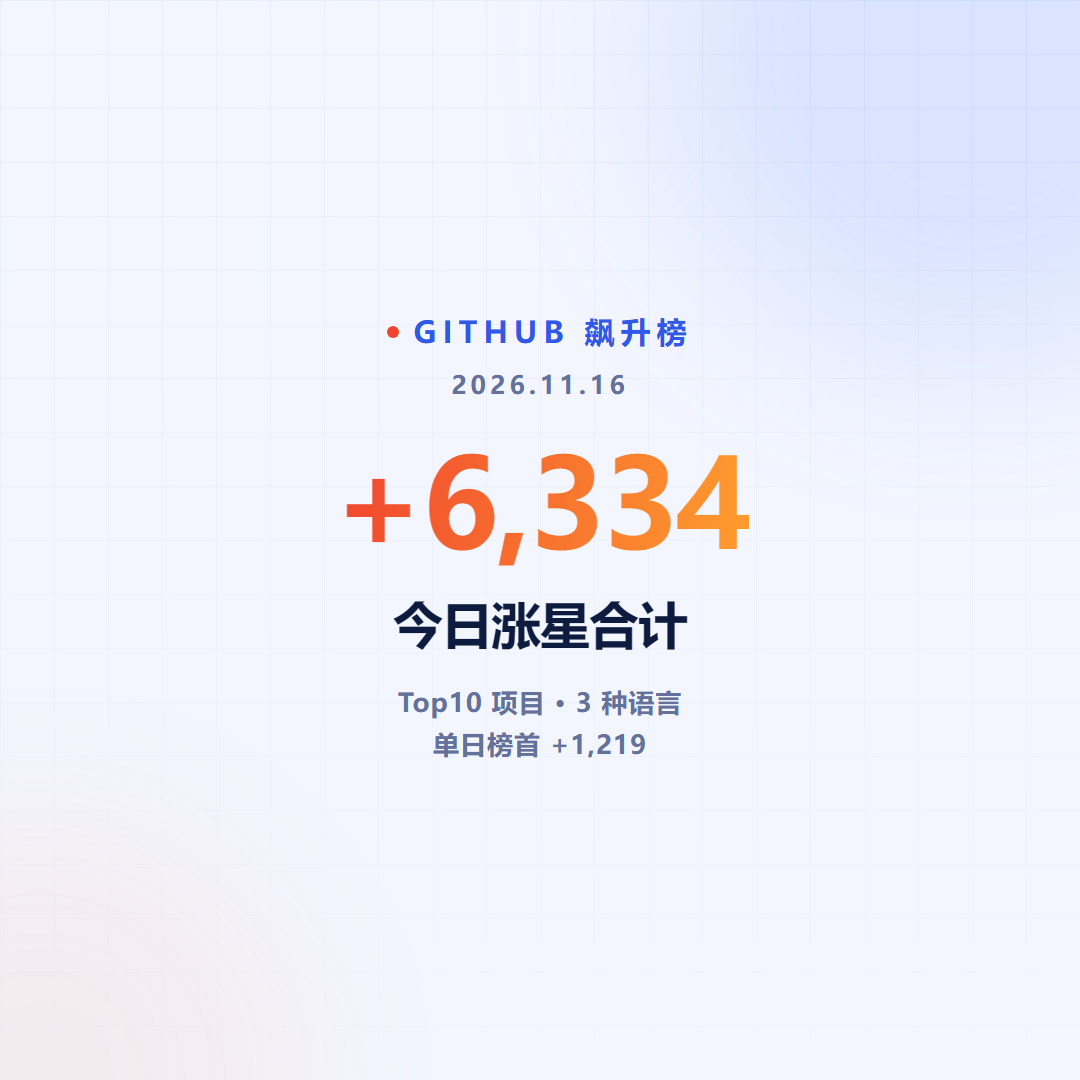 GITHUB 飙升榜
2026.11.16
+6,334
今日涨星合计
Top10 项目 • 3 种语言
单日榜首 +1,219